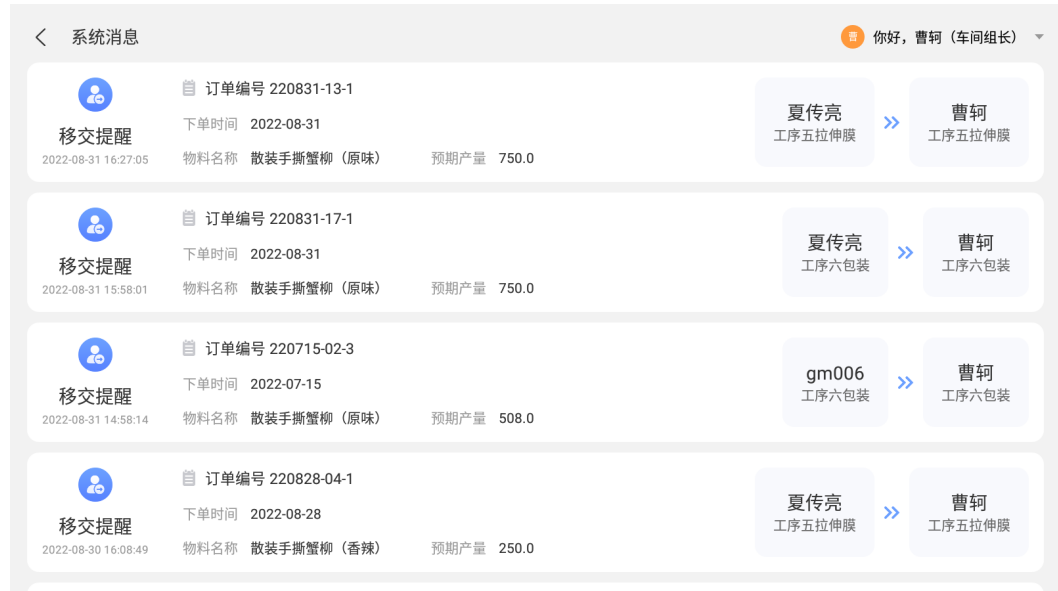 系统消息
曹 你好，曹轲（车间组长）
移交提醒
2022-08-31 16:27:05
订单编号 220831-13-1
下单时间 2022-08-31
物料名称 散装手撕蟹柳（原味） 预期产量 750.0
夏传亮
工序五拉伸膜
曹轲
工序五拉伸膜
移交提醒
2022-08-31 15:58:01
订单编号 220831-17-1
下单时间 2022-08-31
物料名称 散装手撕蟹柳（原味） 预期产量 750.0
夏传亮
工序六包装
曹轲
工序六包装
移交提醒
2022-08-31 14:58:14
订单编号 220715-02-3
下单时间 2022-07-15
物料名称 散装手撕蟹柳（原味） 预期产量 508.0
gm006
工序六包装
曹轲
工序六包装
移交提醒
2022-08-30 16:08:49
订单编号 220828-04-1
下单时间 2022-08-28
物料名称 散装手撕蟹柳（香辣） 预期产量 250.0
夏传亮
工序五拉伸膜
曹轲
工序五拉伸膜